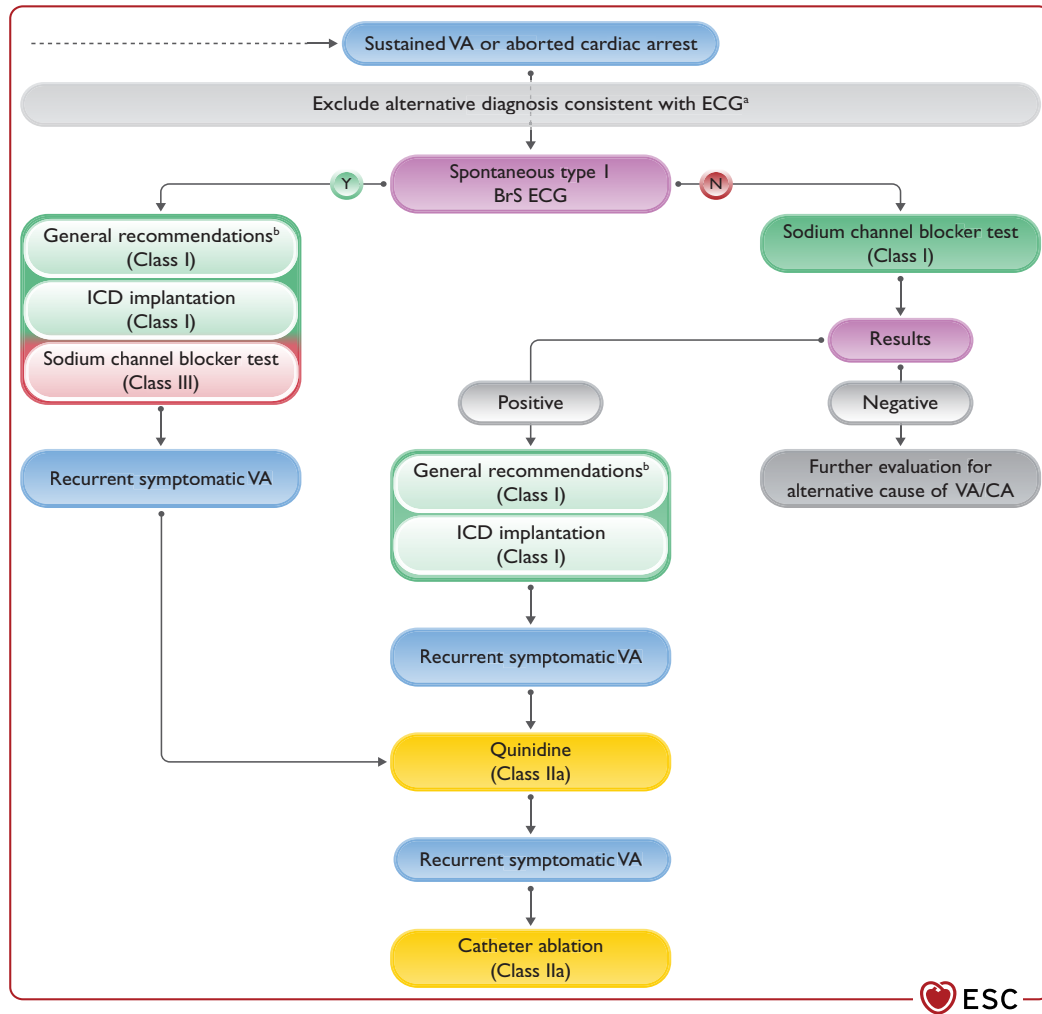 Sustained VA or aborted cardiac arrest
Exclude alternative diagnosis consistent with ECGᵃ
Spontaneous type 1
BrS ECG
Y
N
General recommendationsᵇ
(Class I)
ICD implantation
(Class I)
Sodium channel blocker test
(Class III)
Sodium channel blocker test
(Class I)
Results
Positive
Negative
Recurrent symptomatic VA
General recommendationsᵇ
(Class I)
ICD implantation
(Class I)
Further evaluation for
alternative cause of VA/CA
Recurrent symptomatic VA
Quinidine
(Class IIa)
Recurrent symptomatic VA
Catheter ablation
(Class IIa)
ESC